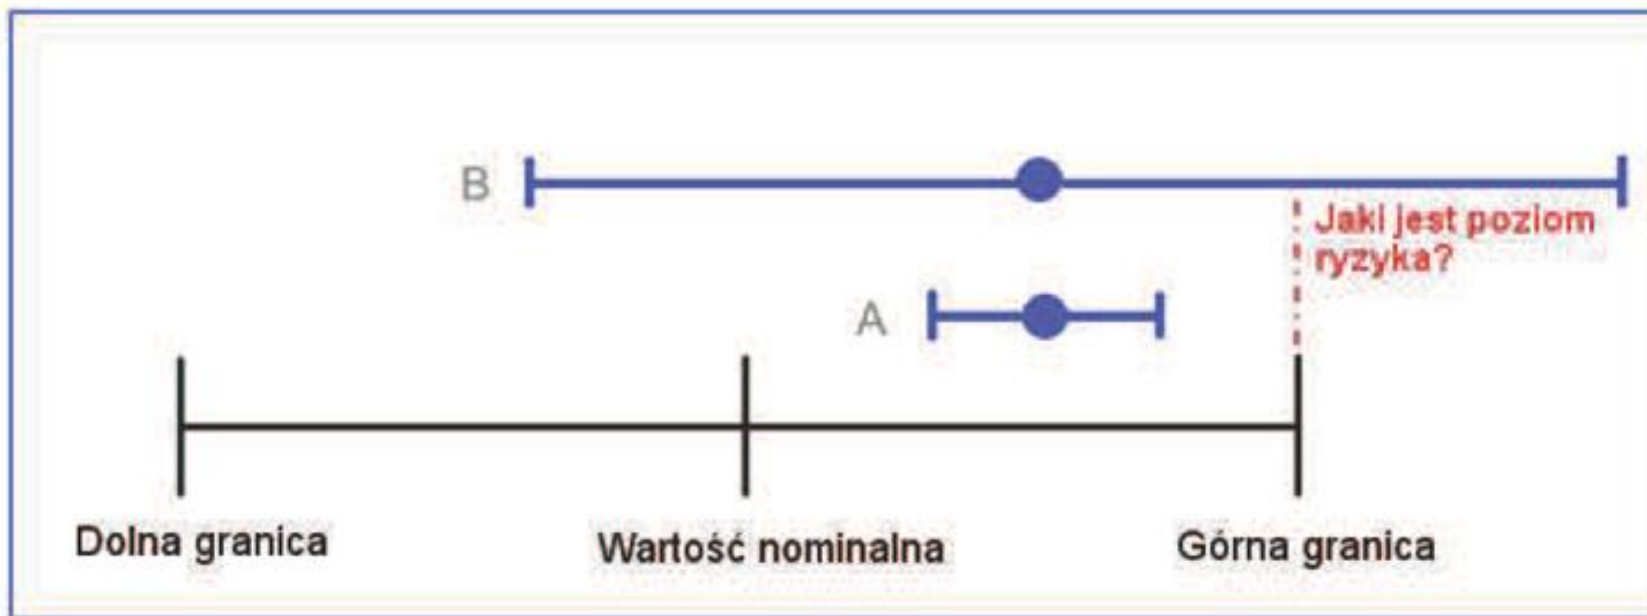 B
Jaki jest poziom
ryzyka?
A
Dolna granica
Wartość nominalna
Górna granica